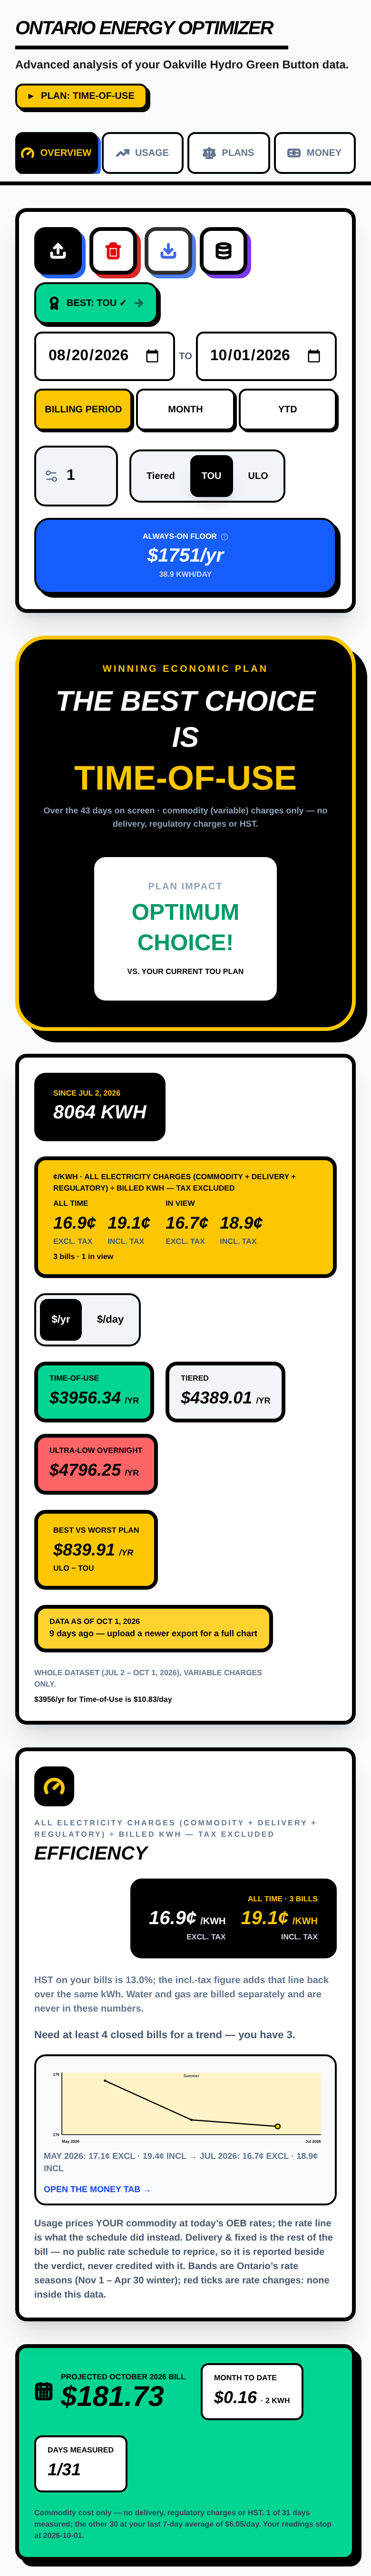 ONTARIO ENERGY OPTIMIZER
Advanced analysis of your Oakville Hydro Green Button data.
► PLAN: TIME-OF-USE
OVERVIEW
USAGE
PLANS
MONEY
BEST: TOU ✓ →
08/20/2026
TO
10/01/2026
BILLING PERIOD
MONTH
YTD
1
Tiered
TOU
ULO
ALWAYS-ON FLOOR
$1751/yr
38.9 KWH/DAY
WINNING ECONOMIC PLAN
THE BEST CHOICE
IS
TIME-OF-USE
Over the 43 days on screen · commodity (variable) charges only — no
delivery, regulatory charges or HST.
PLAN IMPACT
OPTIMUM
CHOICE!
VS. YOUR CURRENT TOU PLAN
SINCE JUL 2, 2026
8064 KWH
¢/KWH · ALL ELECTRICITY CHARGES (COMMODITY + DELIVERY +
REGULATORY) ÷ BILLED KWH — TAX EXCLUDED
ALL TIME
IN VIEW
16.9¢ 19.1¢ 16.7¢ 18.9¢
EXCL. TAX INCL. TAX EXCL. TAX INCL. TAX
3 bills · 1 in view
$/yr
$/day
TIME-OF-USE
$3956.34 /YR
TIERED
$4389.01 /YR
ULTRA-LOW OVERNIGHT
$4796.25 /YR
BEST VS WORST PLAN
$839.91 /YR
ULO − TOU
DATA AS OF OCT 1, 2026
9 days ago — upload a newer export for a full chart
WHOLE DATASET (JUL 2 – OCT 1, 2026), VARIABLE CHARGES
ONLY.
$3956/yr for Time-of-Use is $10.83/day
ALL ELECTRICITY CHARGES (COMMODITY + DELIVERY +
REGULATORY) ÷ BILLED KWH — TAX EXCLUDED
EFFICIENCY
ALL TIME · 3 BILLS
16.9¢ /KWH 19.1¢ /KWH
EXCL. TAX INCL. TAX
HST on your bills is 13.0%; the incl.-tax figure adds that line back
over the same kWh. Water and gas are billed separately and are
never in these numbers.
Need at least 4 closed bills for a trend — you have 3.
17¢
Summer
17¢
May 2026
Jul 2026
MAY 2026: 17.1¢ EXCL · 19.4¢ INCL → JUL 2026: 16.7¢ EXCL · 18.9¢
INCL
OPEN THE MONEY TAB →
Usage prices YOUR commodity at today's OEB rates; the rate line
is what the schedule did instead. Delivery & fixed is the rest of the
bill — no public rate schedule to reprice, so it is reported beside
the verdict, never credited with it. Bands are Ontario's rate
seasons (Nov 1 – Apr 30 winter); red ticks are rate changes: none
inside this data.
PROJECTED OCTOBER 2026 BILL
$181.73
MONTH TO DATE
$0.16 · 2 KWH
DAYS MEASURED
1/31
Commodity cost only — no delivery, regulatory charges or HST. 1 of 31 days
measured; the other 30 at your last 7-day average of $6.05/day. Your readings stop
at 2026-10-01.